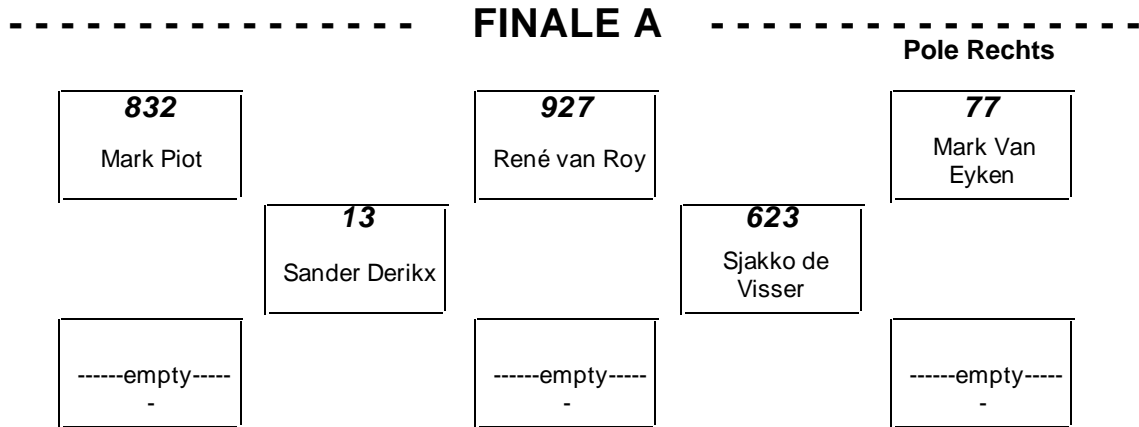 - - - - - - - - - - - - - - - - FINALE A - - - - - - - - - - - - - - - - -
Pole Rechts
832 927 77
Mark Piot René van Roy Mark Van
Eyken
13 623
Sander Derikx Sjakko de
Visser
------empty----- ------empty----- ------empty-----
- - -